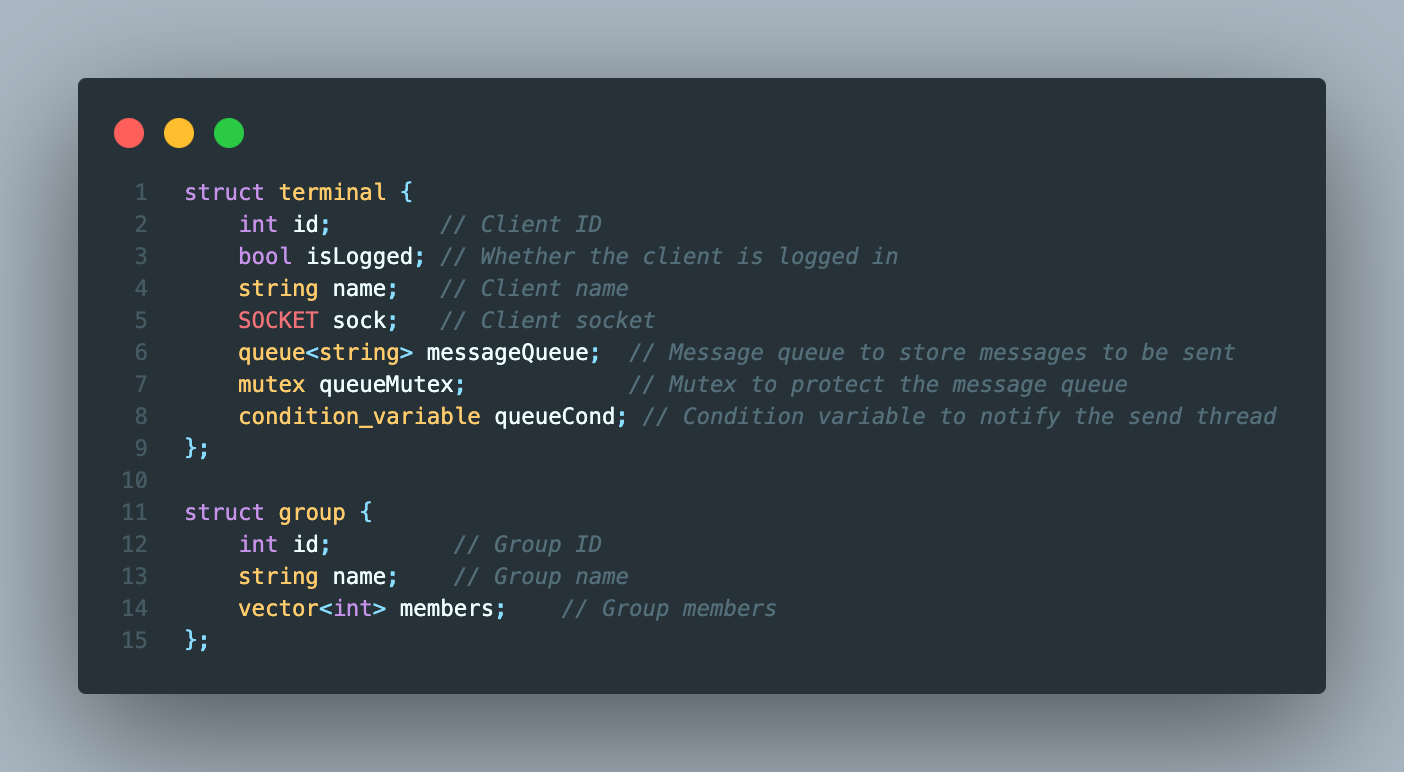 1 struct terminal {
2     int id;        // Client ID
3     bool isLogged; // Whether the client is logged in
4     string name;   // Client name
5     SOCKET sock;   // Client socket
6     queue<string> messageQueue;  // Message queue to store messages to be sent
7     mutex queueMutex;            // Mutex to protect the message queue
8     condition_variable queueCond; // Condition variable to notify the send thread
9 };
10
11 struct group {
12     int id;         // Group ID
13     string name;    // Group name
14     vector<int> members;    // Group members
15 };